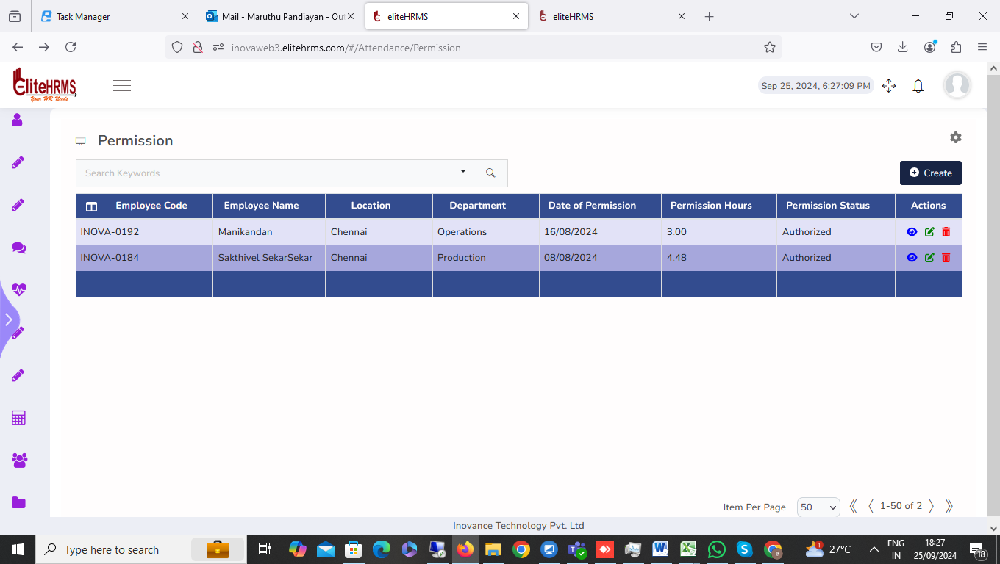 Task Manager
Mail - Maruthu Pandiayan - Out
eliteHRMS
eliteHRMS
inovaweb3.elitehrms.com/#/Attendance/Permission
EliteHRMS
Your HR Needs
Sep 25, 2024, 6:27:09 PM
Permission
Search Keywords
Create
Employee Code Employee Name Location Department Date of Permission Permission Hours Permission Status Actions
INOVA-0192 Manikandan Chennai Operations 16/08/2024 3.00 Authorized
INOVA-0184 Sakthivel SekarSekar Chennai Production 08/08/2024 4.48 Authorized
Item Per Page 50 1-50 of 2
Inovance Technology Pvt. Ltd
Type here to search
27°C
ENG
IN
18:27
25/09/2024
18